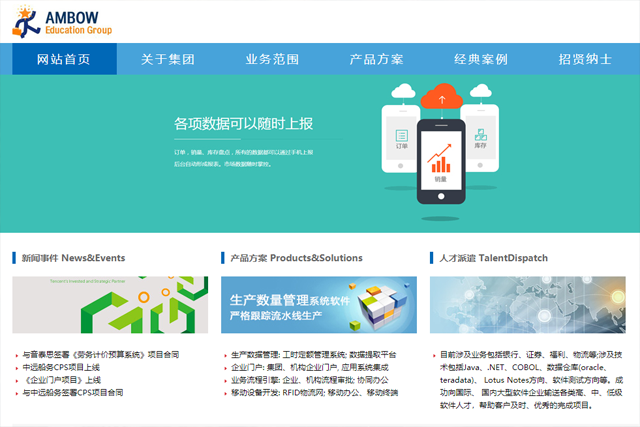 AMBOW
Education Group
网站首页 关于集团 业务范围 产品方案 经典案例 招贤纳士
各项数据可以随时上报
订单，销量，库存盘点，所有的数据都可以通过手机上报
后台自动形成报表。市场数据随时掌控。
订单
销量
库存
新闻事件 News&Events
产品方案 Products&Solutions
人才派遣 TalentDispatch
Tencent's Invested and Strategic Partner
生产数量管理系统软件
严格跟踪流水线生产
与音泰思签署《劳务计价预算系统》项目合同
中远船务CPS项目上线
《企业门户项目》上线
与中远船务签署CPS项目合同
生产数据管理: 工时定额管理系统; 数据提取平台
企业门户: 集团、机构企业门户, 应用系统集成
业务流程引擎: 企业、机构流程审批; 协同办公
移动设备开发: RFID物流网; 移动办公、移动终端
目前涉及业务包括银行、证券、福利、物流等;涉及技
术包括Java、.NET、COBOL、数据仓库(oracle、
teradata)、 Lotus Notes方向、软件测试方向等。成
功向国际、 国内大型软件企业输送各类高、中、低级
软件人才，帮助客户及时、优秀的完成项目。